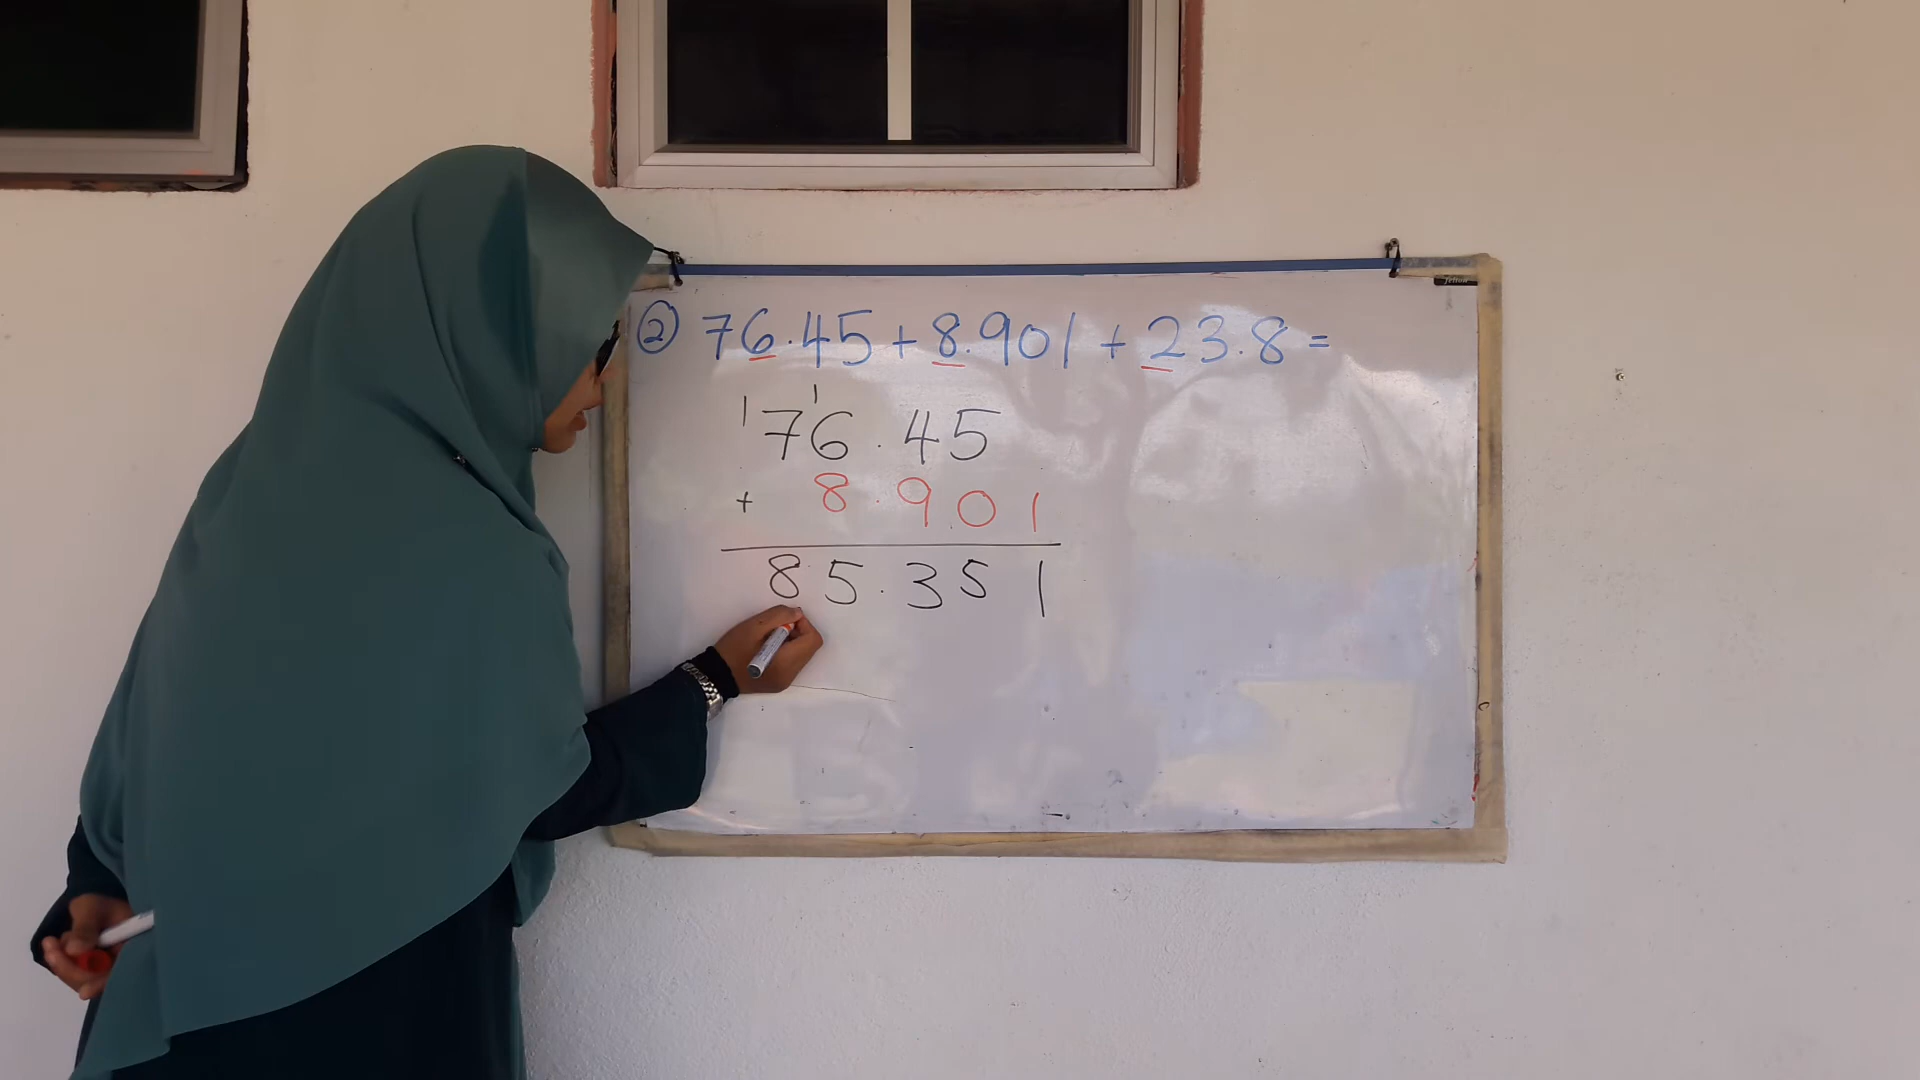 ② 76.45 + 8.901 + 23.8 =
1 1
76.45
+ 8.901
85.351